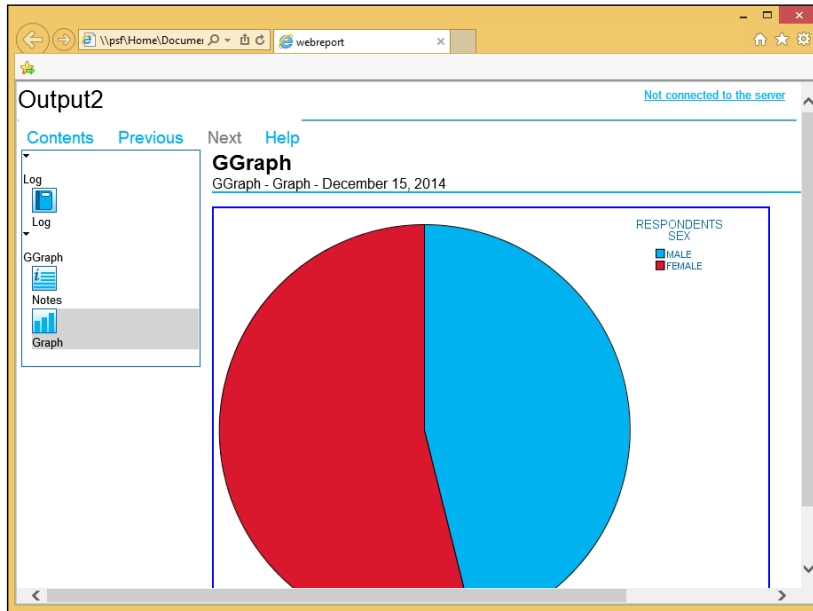 \\psf\Home\Documer
webreport
Output2
Not connected to the server
Contents Previous Next Help
Log
Log
GGraph
Notes
Graph
GGraph
GGraph - Graph - December 15, 2014
RESPONDENTS
SEX
MALE
FEMALE